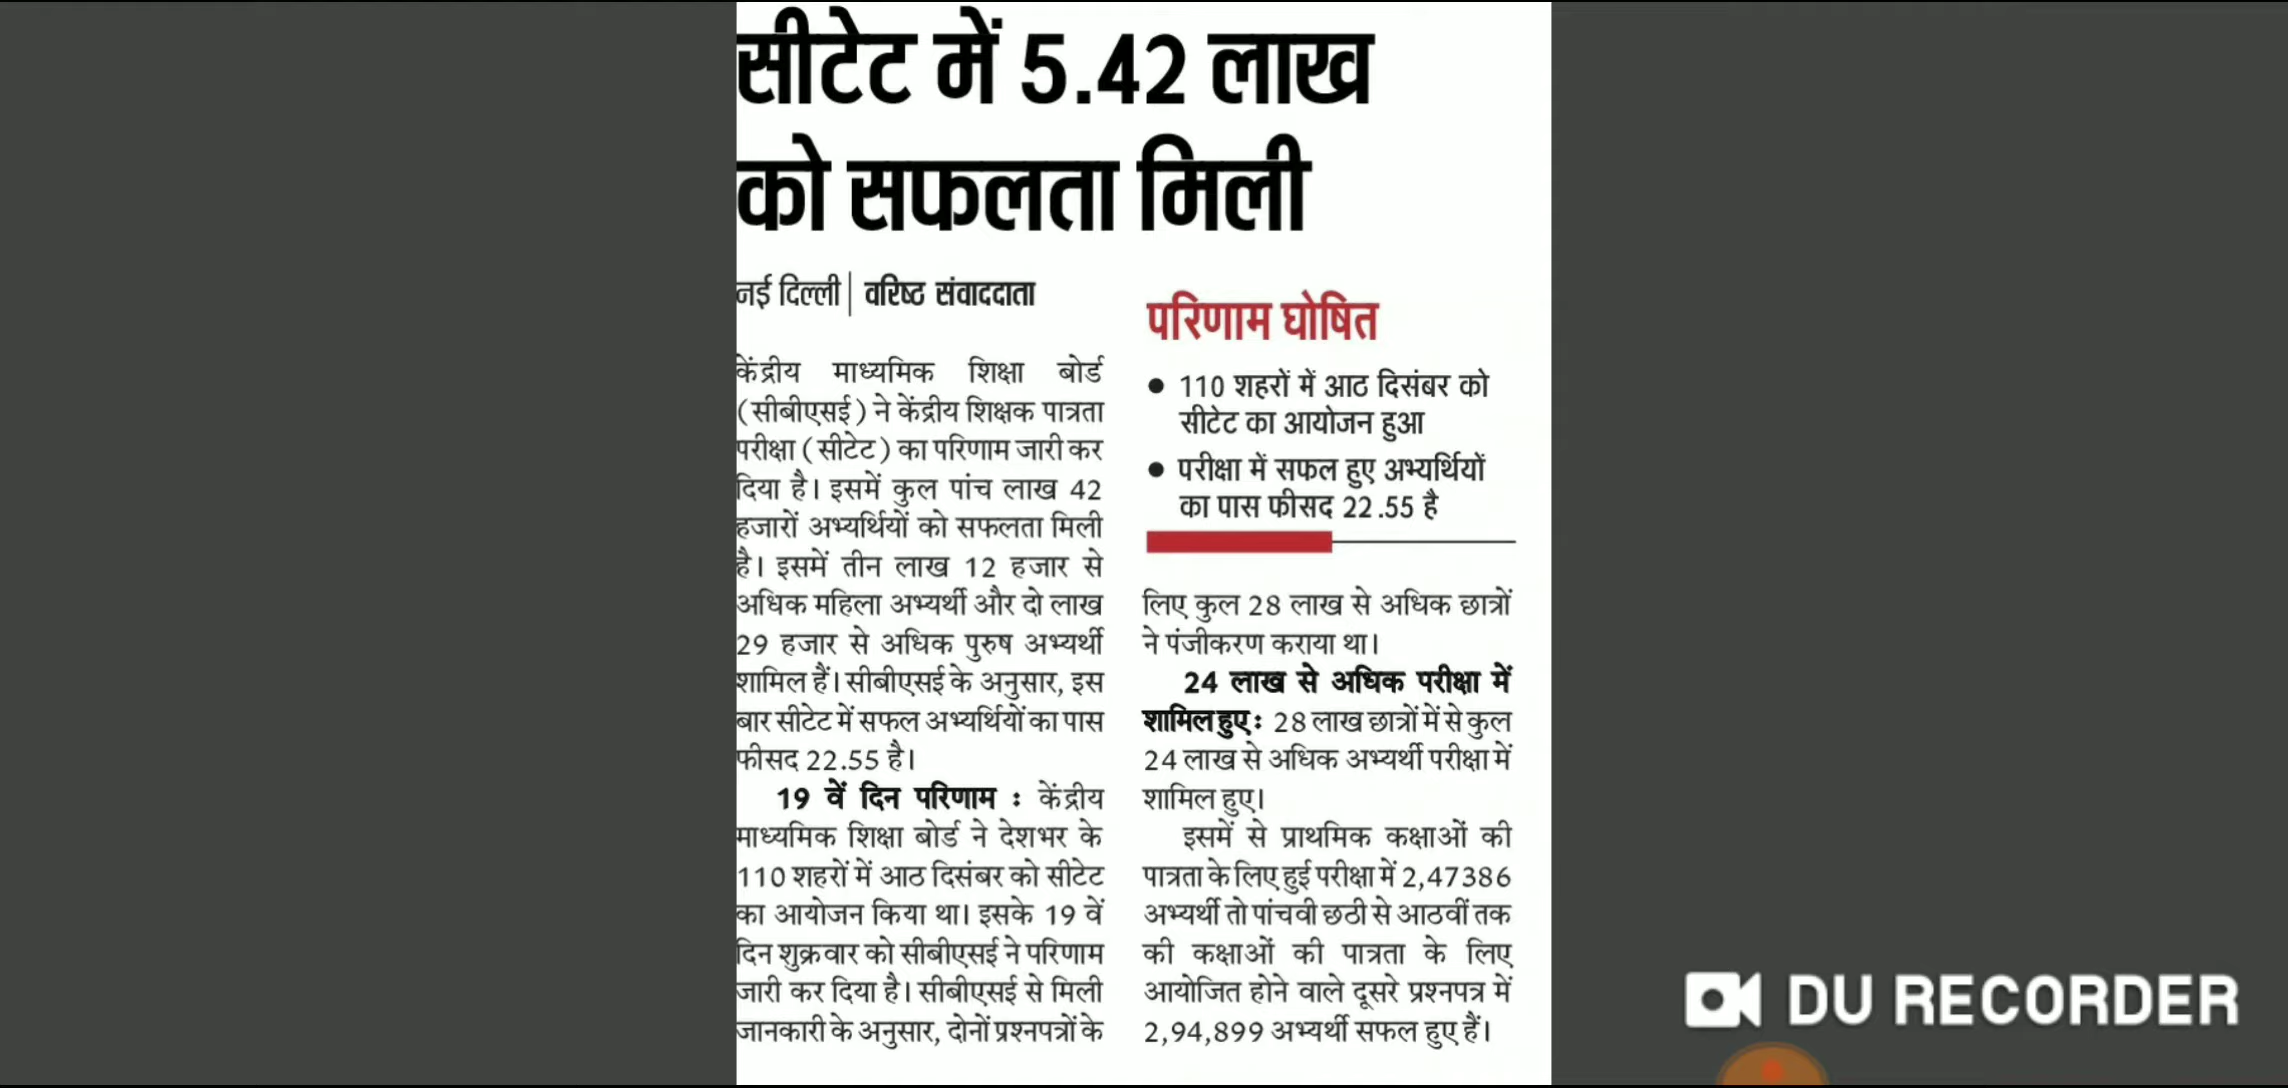 सीटेट में 5.42 लाख
को सफलता मिली
नई दिल्ली | वरिष्ठ संवाददाता
केंद्रीय माध्यमिक शिक्षा बोर्ड
(सीबीएसई) ने केंद्रीय शिक्षक पात्रता
परीक्षा (सीटेट) का परिणाम जारी कर
दिया है। इसमें कुल पांच लाख 42
हजारों अभ्यर्थियों को सफलता मिली
है। इसमें तीन लाख 12 हजार से
अधिक महिला अभ्यर्थी और दो लाख
29 हजार से अधिक पुरुष अभ्यर्थी
शामिल हैं। सीबीएसई के अनुसार, इस
बार सीटेट में सफल अभ्यर्थियों का पास
फीसद 22.55 है।
19 वें दिन परिणाम : केंद्रीय
माध्यमिक शिक्षा बोर्ड ने देशभर के
110 शहरों में आठ दिसंबर को सीटेट
का आयोजन किया था। इसके 19 वें
दिन शुक्रवार को सीबीएसई ने परिणाम
जारी कर दिया है। सीबीएसई से मिली
जानकारी के अनुसार, दोनों प्रश्नपत्रों के
परिणाम घोषित
● 110 शहरों में आठ दिसंबर को
सीटेट का आयोजन हुआ
● परीक्षा में सफल हुए अभ्यर्थियों
का पास फीसद 22.55 है
लिए कुल 28 लाख से अधिक छात्रों
ने पंजीकरण कराया था।
24 लाख से अधिक परीक्षा में
शामिल हुए: 28 लाख छात्रों में से कुल
24 लाख से अधिक अभ्यर्थी परीक्षा में
शामिल हुए।
इसमें से प्राथमिक कक्षाओं की
पात्रता के लिए हुई परीक्षा में 2,47386
अभ्यर्थी तो पांचवी छठी से आठवीं तक
की कक्षाओं की पात्रता के लिए
आयोजित होने वाले दूसरे प्रश्नपत्र में
2,94,899 अभ्यर्थी सफल हुए हैं।
DU RECORDER